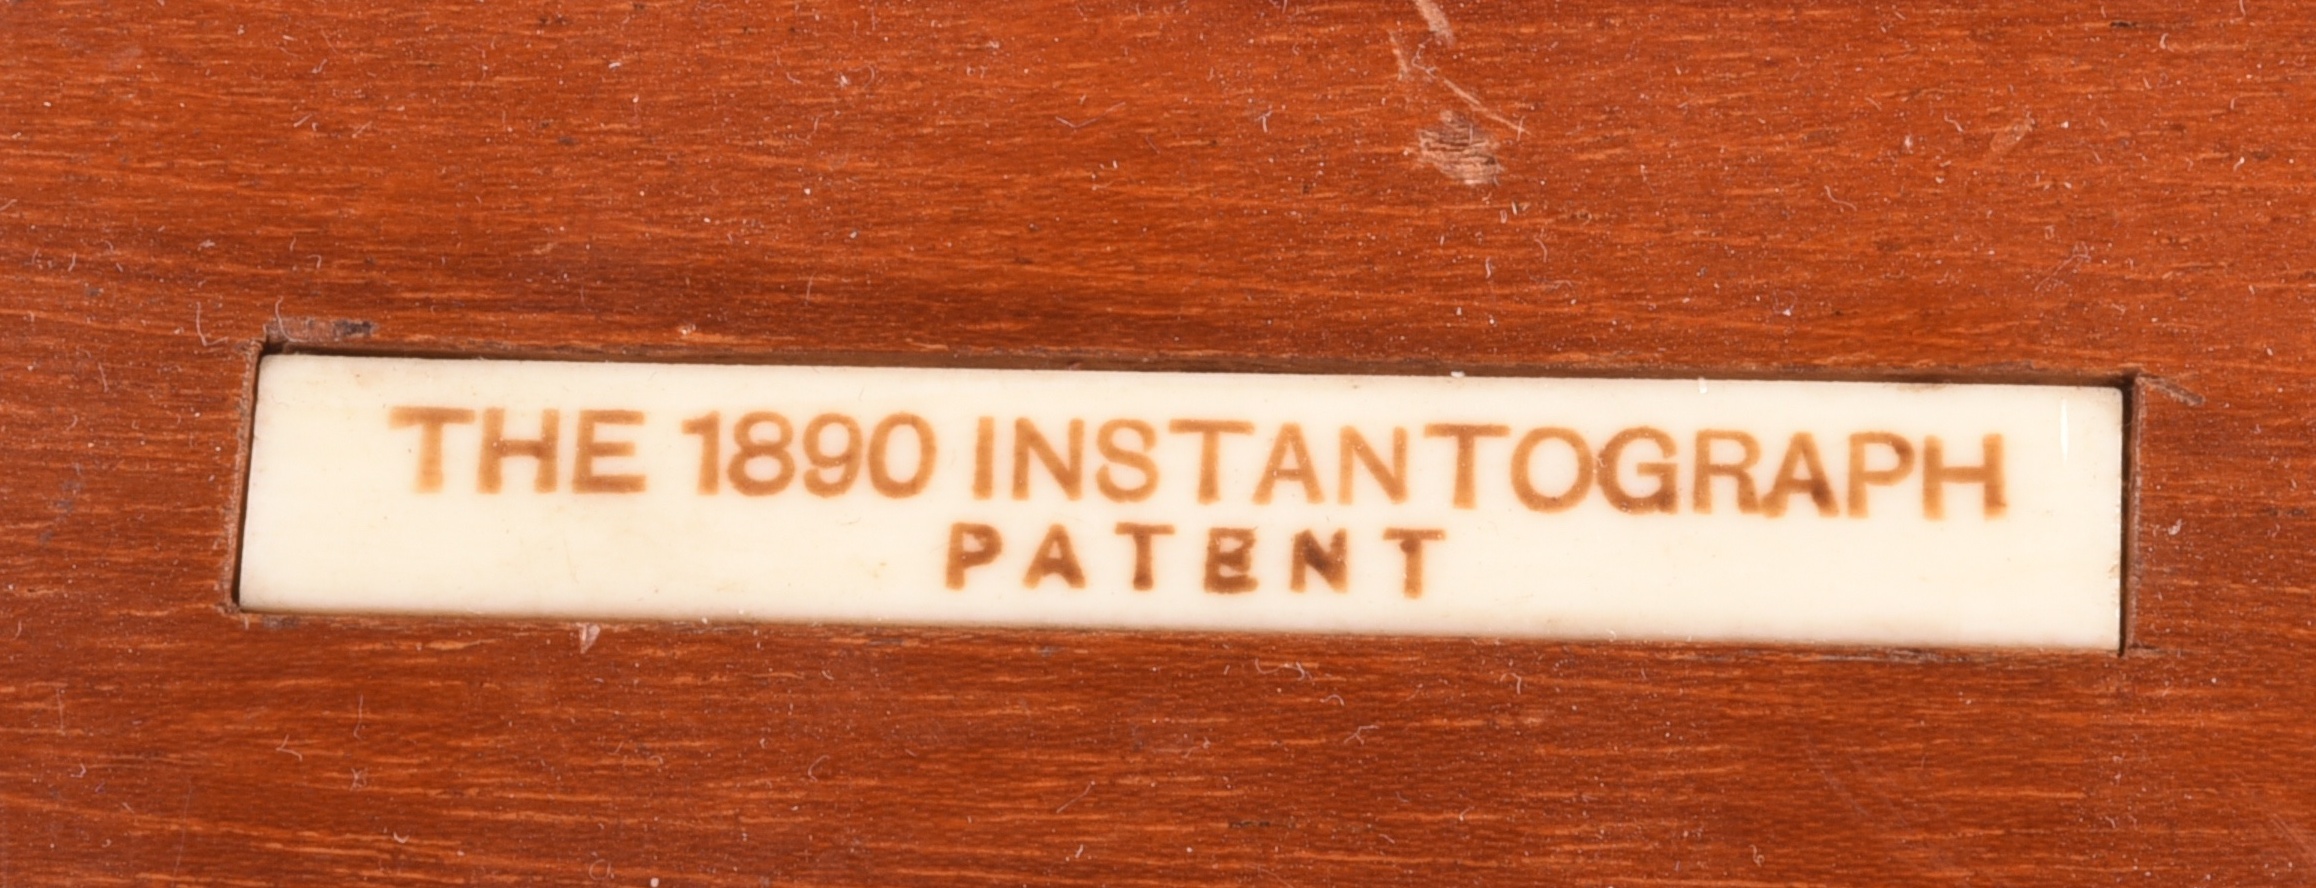 THE 1890 INSTANTOGRAPH
PATENT